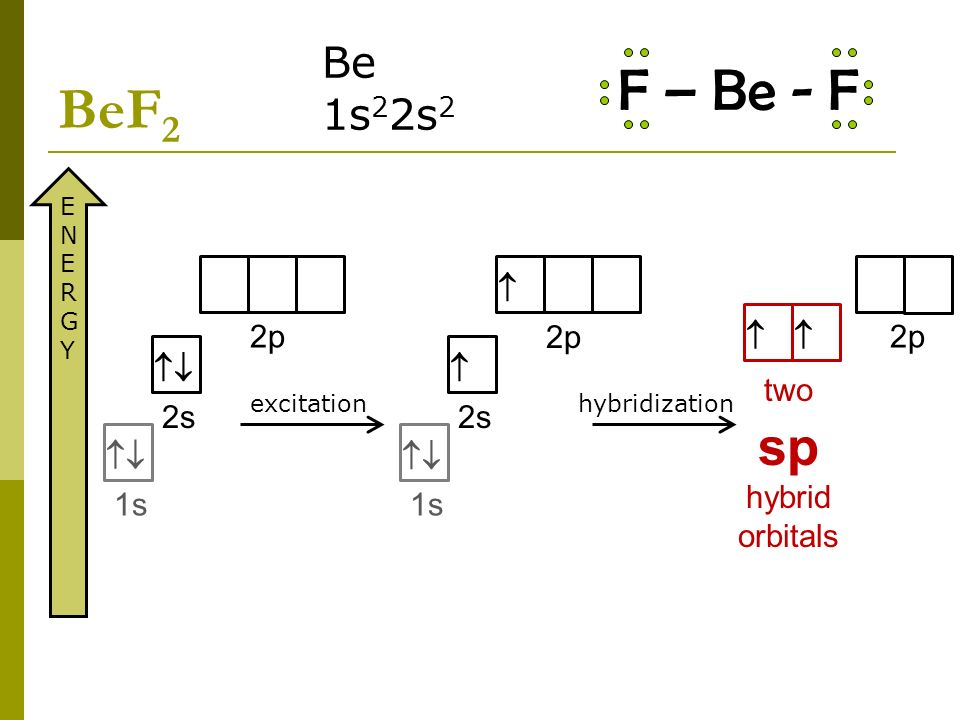 BeF₂
Be
1s²2s²
F – Be - F
E
N
E
R
G
Y
2p
↑↓
2s
↑↓
1s
excitation
↑
2p
↑
2s
↑↓
1s
hybridization
↑ ↑
2p
two
sp
hybrid
orbitals